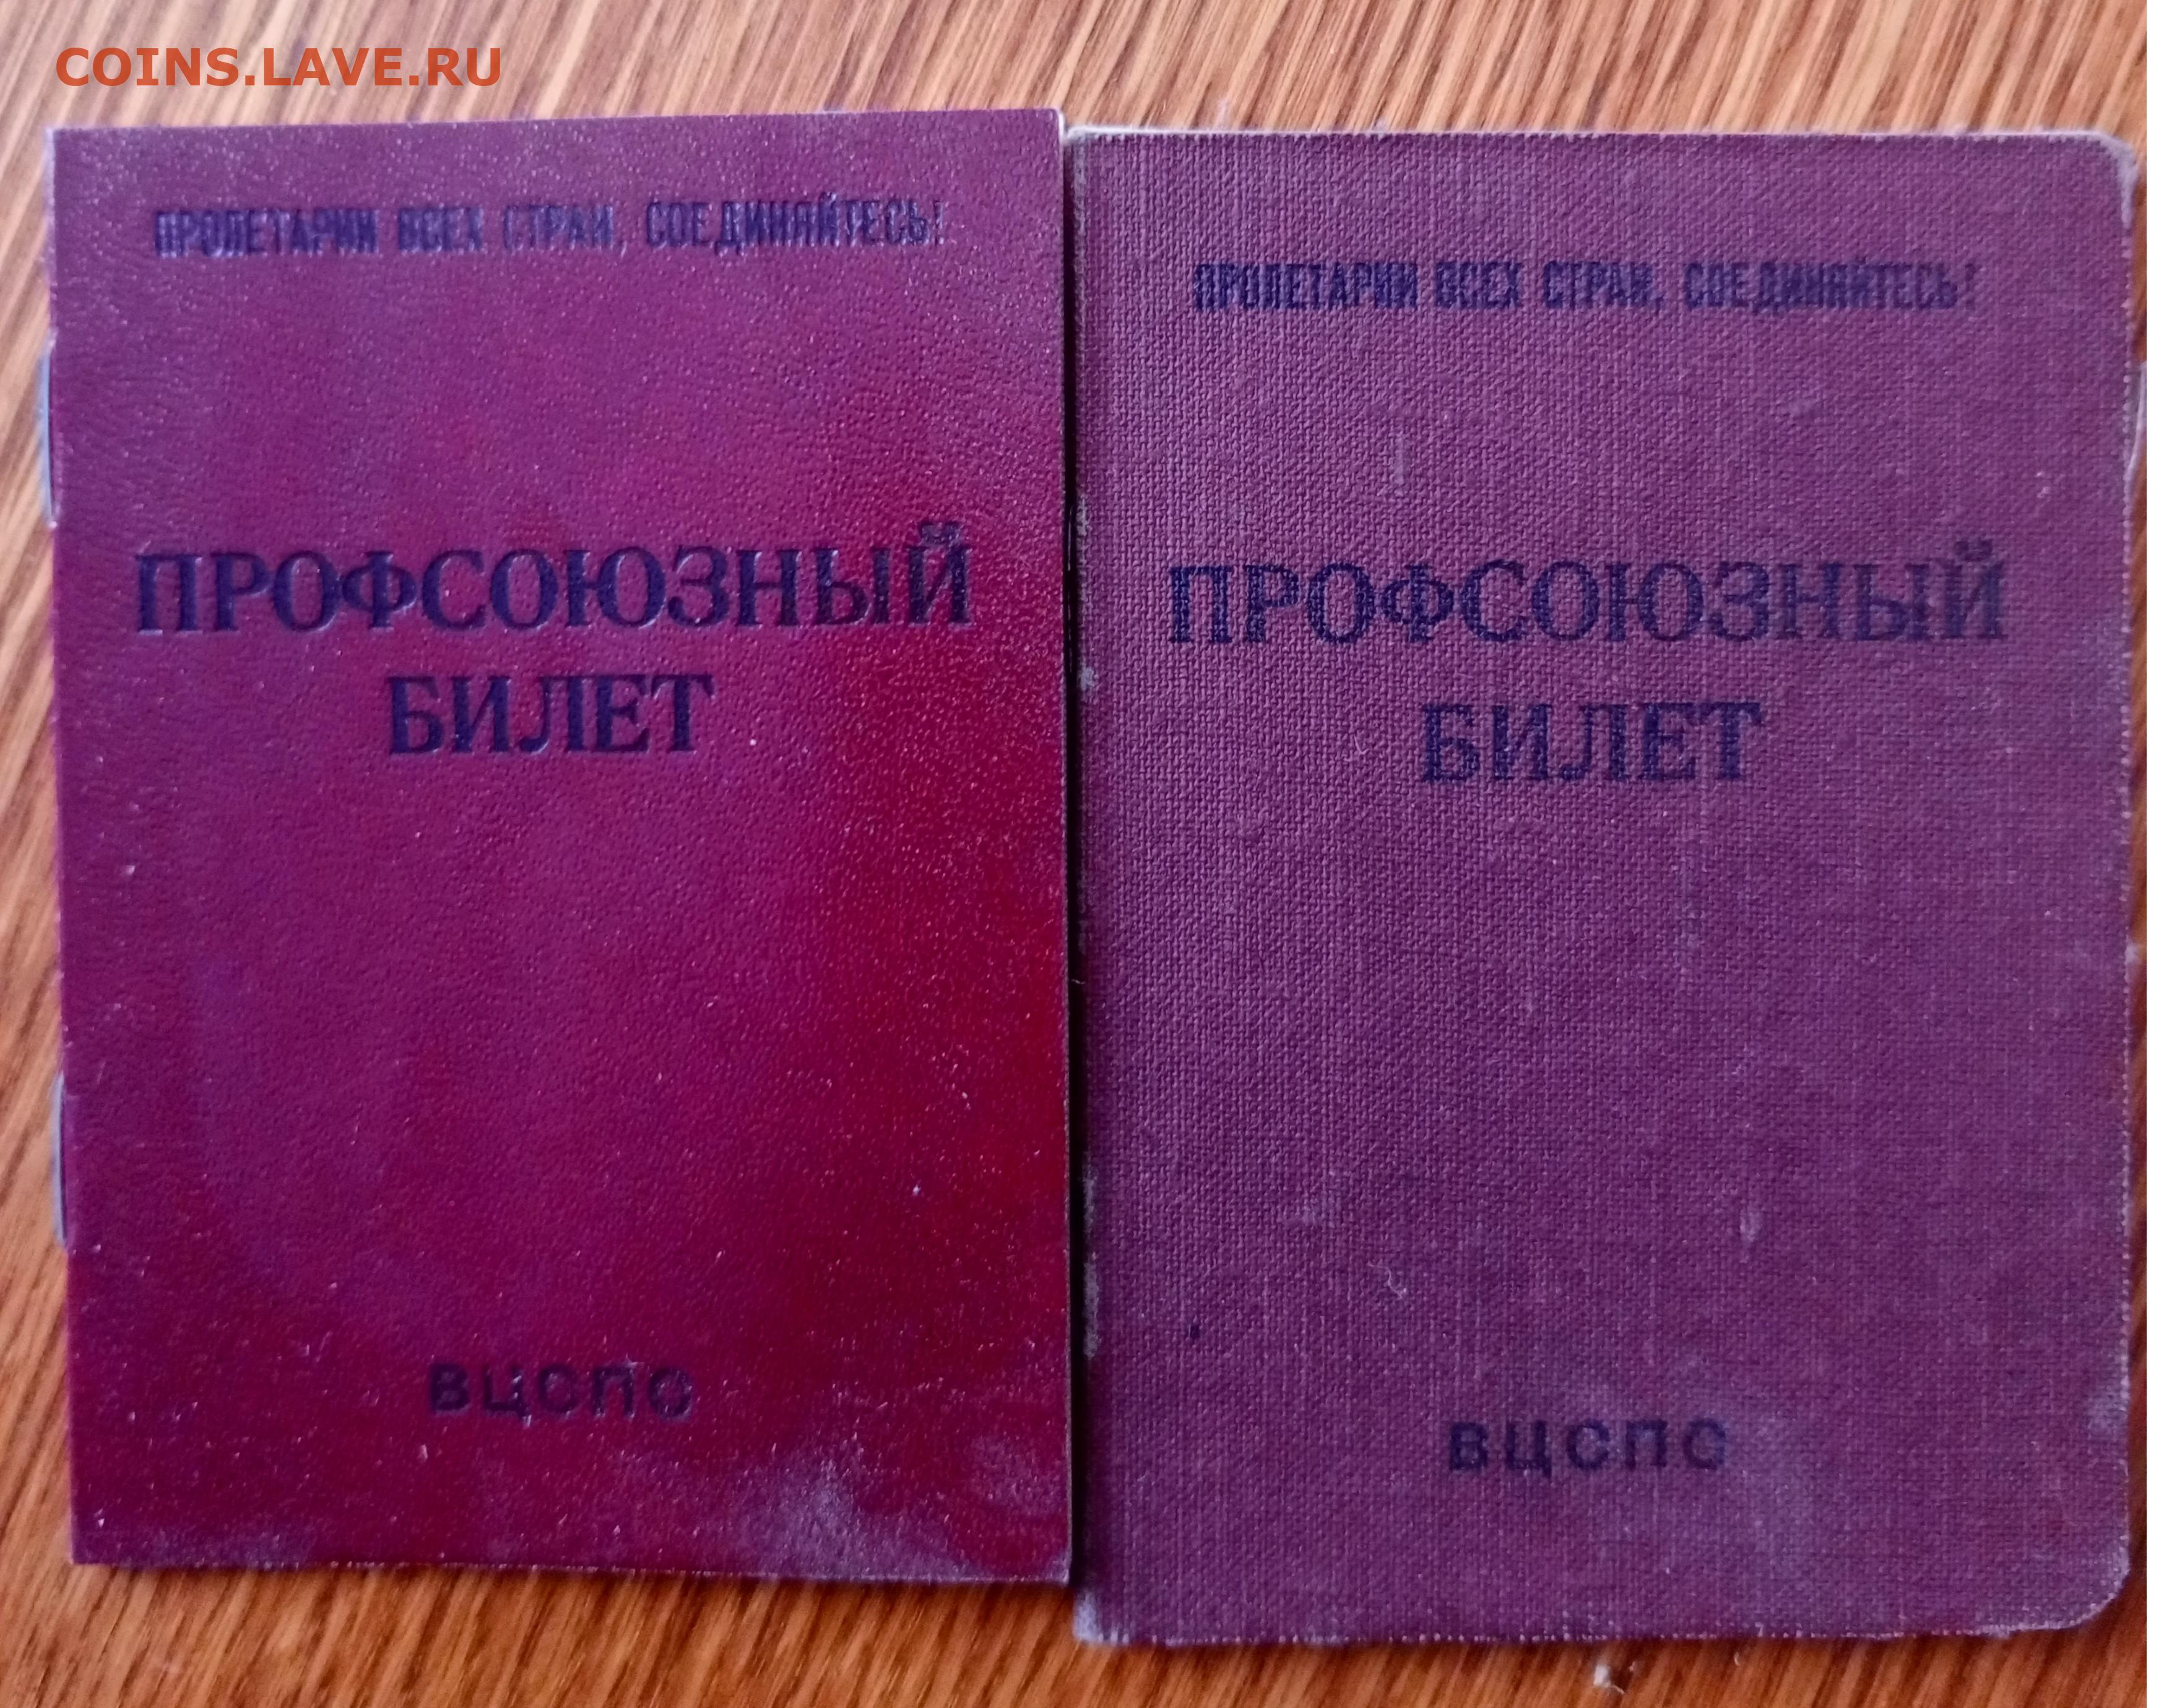 COINS.LAVE.RU
ПРОЛЕТАРИИ ВСЕХ СТРАН, СОЕДИНЯЙТЕСЬ!
ПРОФСОЮЗНЫЙ
БИЛЕТ
ВЦСПС
ПРОЛЕТАРИИ ВСЕХ СТРАН, СОЕДИНЯЙТЕСЬ!
ПРОФСОЮЗНЫЙ
БИЛЕТ
ВЦСПС